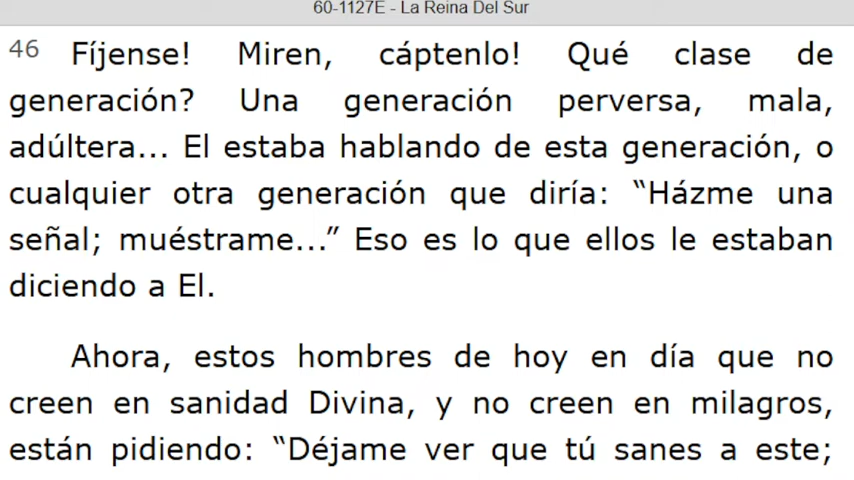 60-1127E - La Reina Del Sur
46 Fíjense! Miren, cáptenlo! Qué clase de
generación? Una generación perversa, mala,
adúltera... El estaba hablando de esta generación, o
cualquier otra generación que diría: “Házme una
señal; muéstrame...” Eso es lo que ellos le estaban
diciendo a El.
Ahora, estos hombres de hoy en día que no
creen en sanidad Divina, y no creen en milagros,
están pidiendo: “Déjame ver que tú sanes a este;